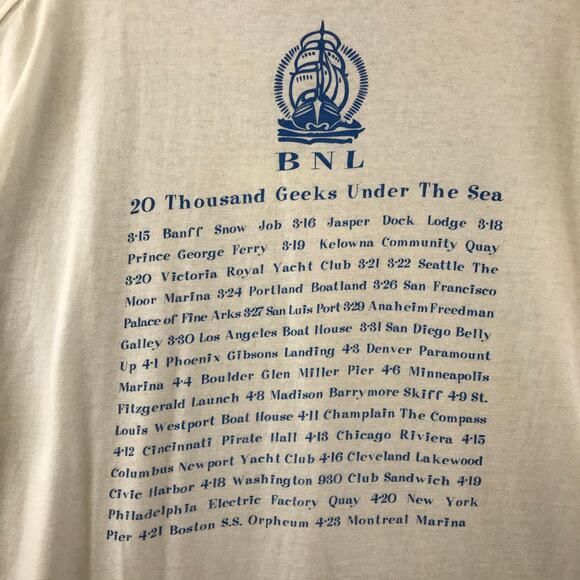 BNL
20 Thousand Geeks Under The Sea
3·15 Banff Snow Job 3·16 Jasper Dock Lodge 3·18
Prince George Ferry 3·19 Kelowna Community Quay
3·20 Victoria Royal Yacht Club 3·21 3·22 Seattle The
Moor Marina 3·24 Portland Boatland 3·26 San Francisco
Palace of Fine Arks 3·27 San Luis Port 3·29 Anaheim Freedman
Galley 3·30 Los Angeles Boat House 3·31 San Diego Belly
Up 4·1 Phoenix Gibsons Landing 4·3 Denver Paramount
Marina 4·4 Boulder Glen Miller Pier 4·6 Minneapolis
Fitzgerald Launch 4·8 Madison Barrymore Skiff 4·9 St.
Louis Westport Boat House 4·11 Champlain The Compass
4·12 Cincinnati Pirate Hall 4·13 Chicago Riviera 4·15
Columbus Newport Yacht Club 4·16 Cleveland Lakewood
Civic Harbor 4·18 Washington 930 Club Sandwich 4·19
Philadelphia Electric Factory Quay 4·20 New York
Pier 4·21 Boston S.S. Orpheum 4·23 Montreal Marina